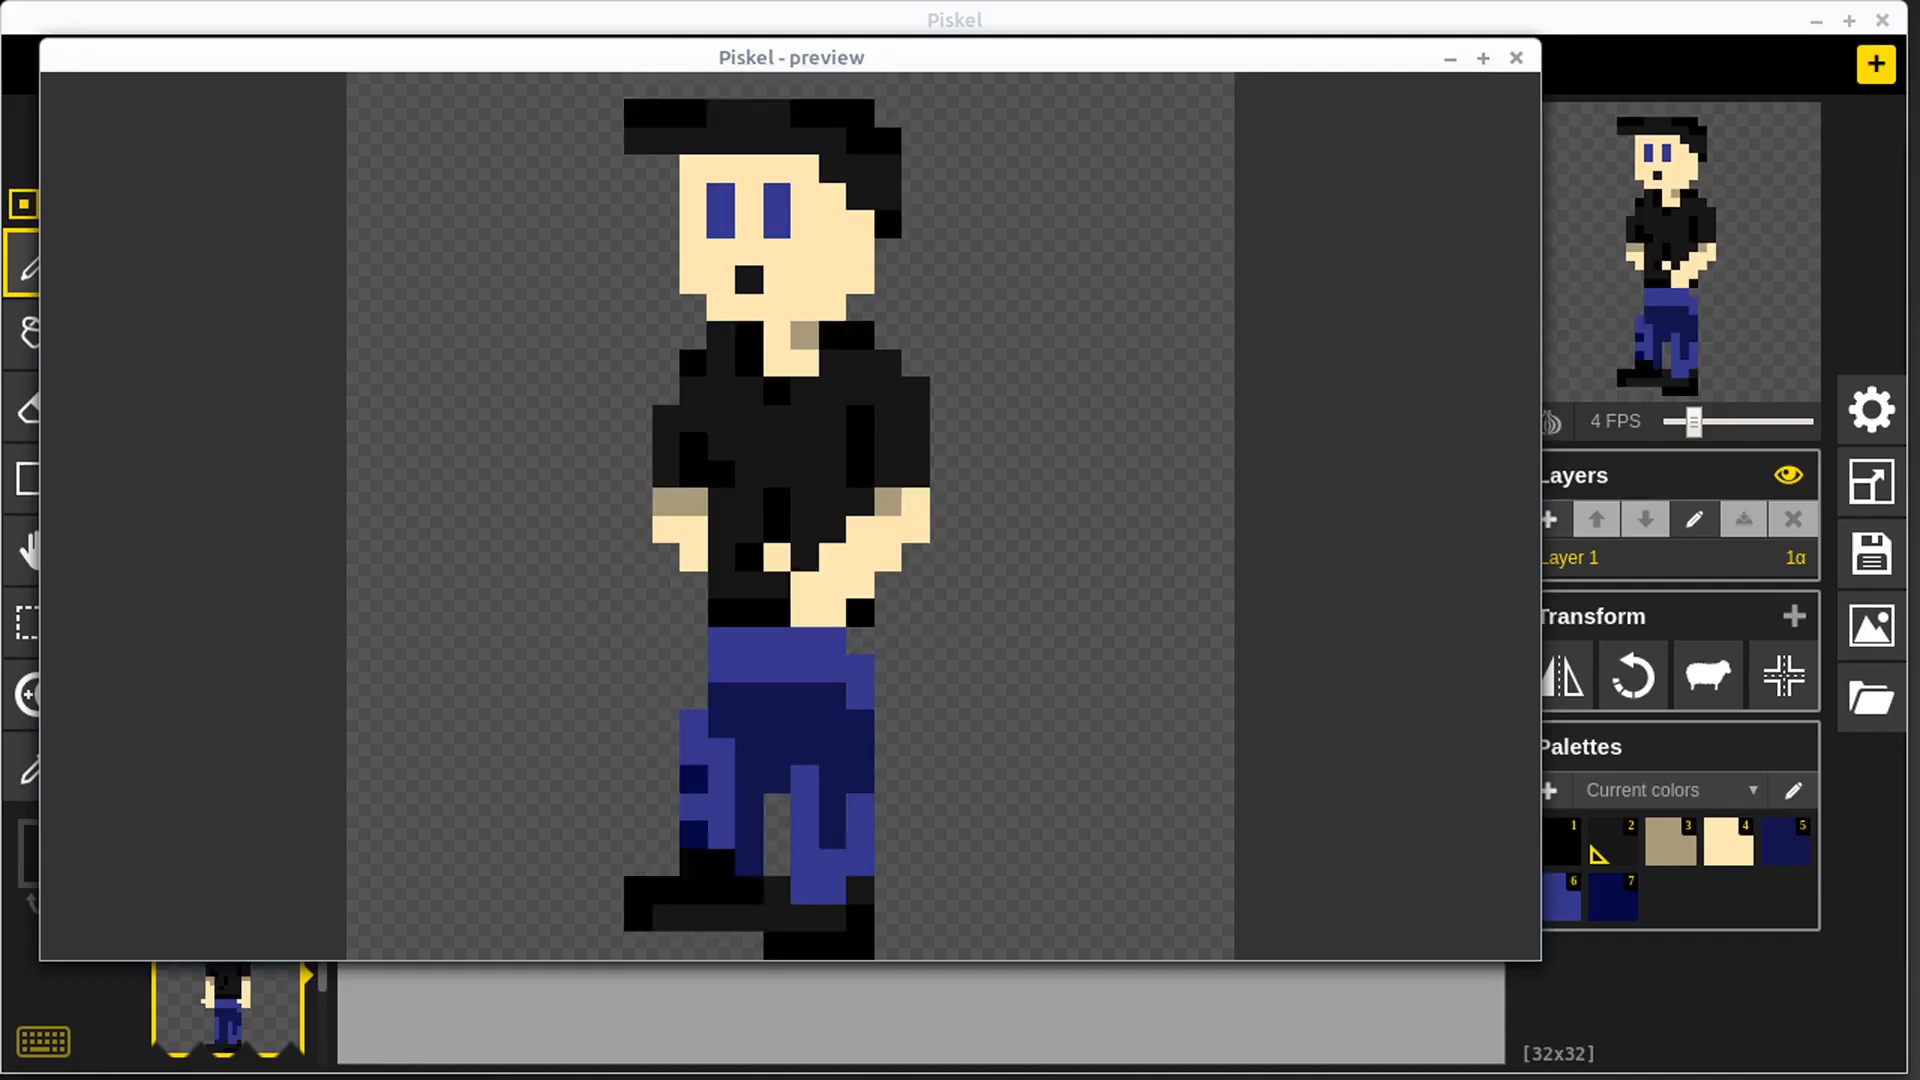 Piskel
Piskel - preview
4 FPS
Layers
Layer 1
1α
Transform
Palettes
Current colors
1
2
3
4
5
6
7
[32x32]